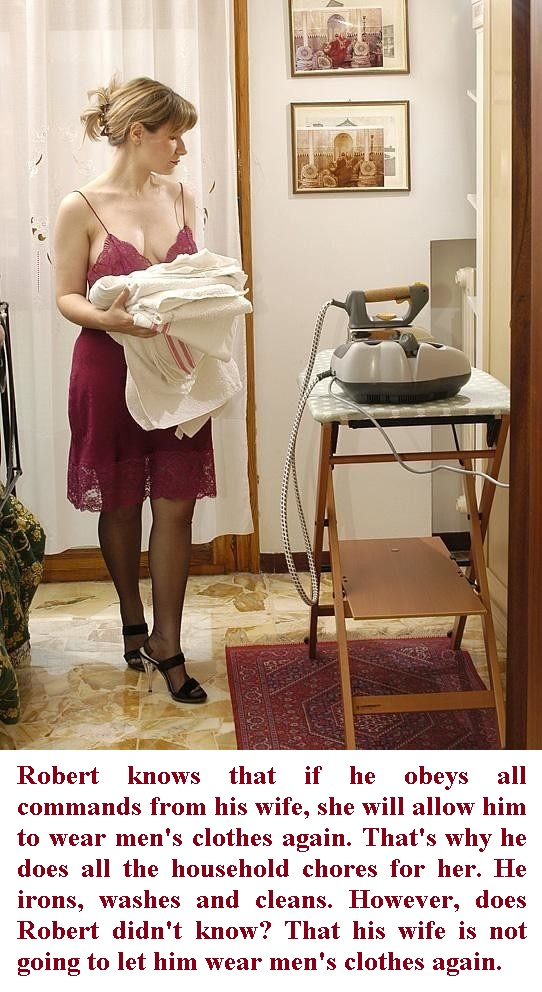 Robert knows that if he obeys all
commands from his wife, she will allow him
to wear men's clothes again. That's why he
does all the household chores for her. He
irons, washes and cleans. However, does
Robert didn't know? That his wife is not
going to let him wear men's clothes again.